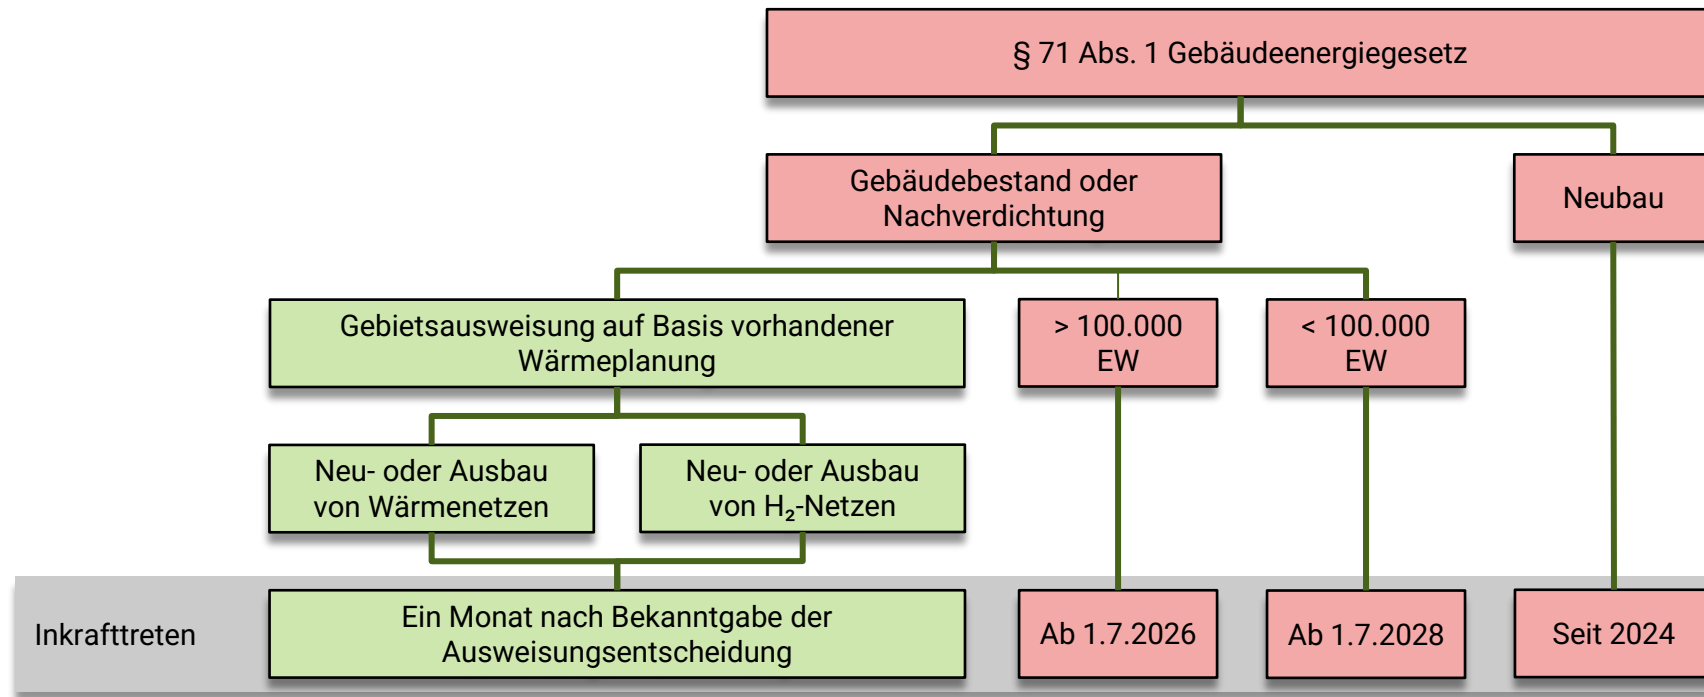 § 71 Abs. 1 Gebäudeenergiegesetz
Gebäudebestand oder
Nachverdichtung
Neubau
Gebietsausweisung auf Basis vorhandener
Wärmeplanung
> 100.000
EW
< 100.000
EW
Neu- oder Ausbau
von Wärmenetzen
Neu- oder Ausbau
von H₂-Netzen
Inkrafttreten
Ein Monat nach Bekanntgabe der
Ausweisungsentscheidung
Ab 1.7.2026
Ab 1.7.2028
Seit 2024